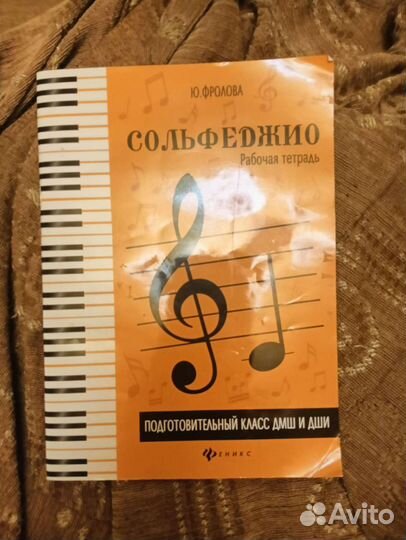 Ю.ФРОЛОВА
СОЛЬФЕДЖИО
Рабочая тетрадь
ПОДГОТОВИТЕЛЬНЫЙ КЛАСС ДМШ И ДШИ
ФЕНИКС
Avito